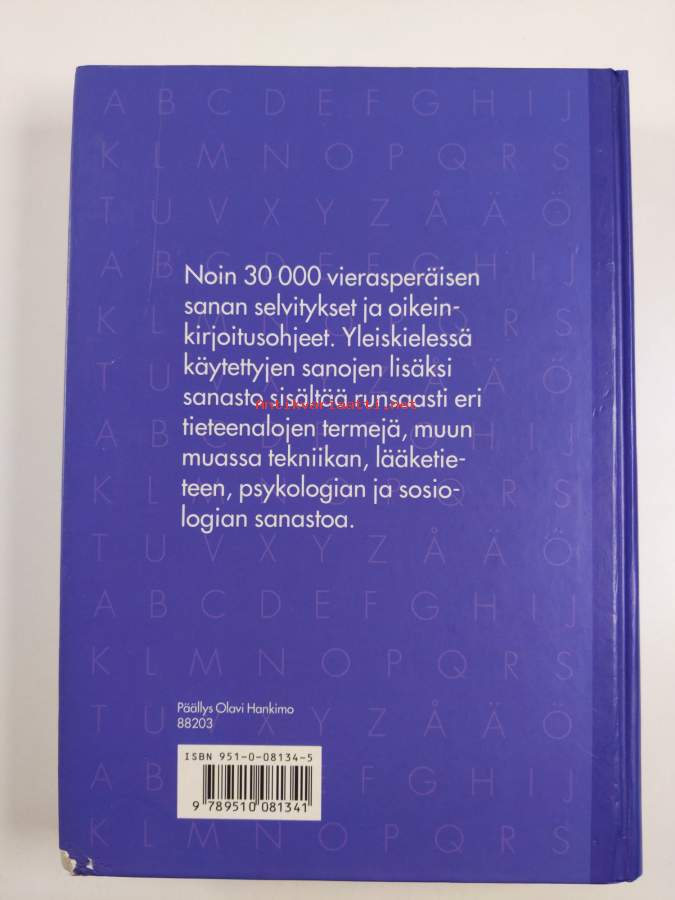 A B C D E F G H I J
K L M N O P Q R S
T U V X Y Z Å Ä Ö
A B C D E F G H I J
Noin 30 000 vierasperäisen
sanan selvitykset ja oikein-
K L M N O P Q R S
kirjoitusohjeet. Yleiskielessä
käytettyjen sanojen lisäksi
T U V X Y Z Å Ä Ö
sanasto sisältää runsaasti eri
Antikvariaatti.net
tieteenalojen termejä, muun
A B C D E F G H I J
muassa tekniikan, lääketie-
K L M N O P Q R S
teen, psykologian ja sosio-
logian sanastoa.
T U V X Y Z Å Ä Ö
A B C D E F G H I J
K L M N O P Q R S
Päällys Olavi Hankimo
88203
T U V X Y Z Å Ä Ö
ISBN 951-0-08134-5
A B F G H I J
9 789510 081341
K L M N O P Q R S